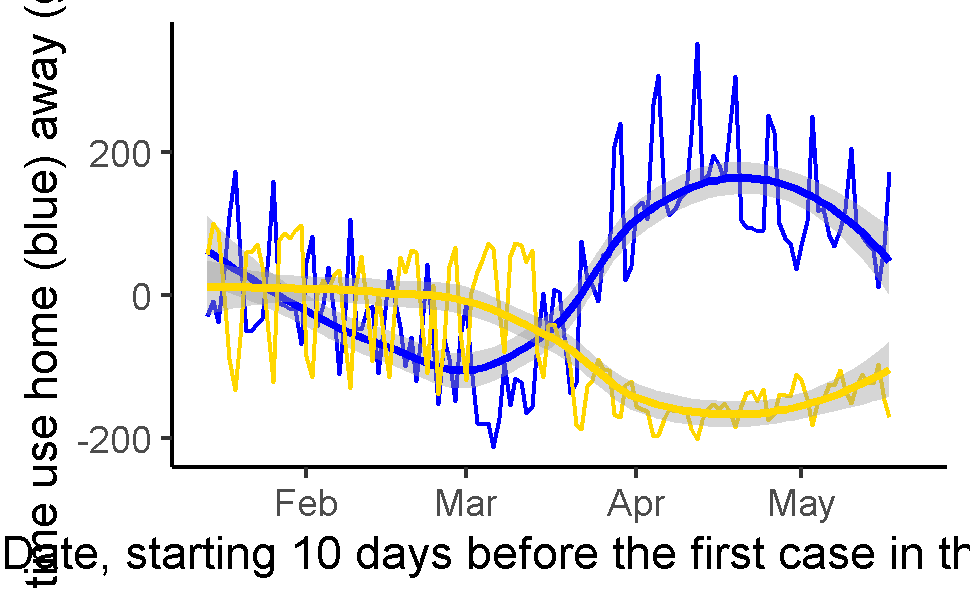 time use home (blue) away (
200
0
-200
Feb Mar Apr May
Date, starting 10 days before the first case in th